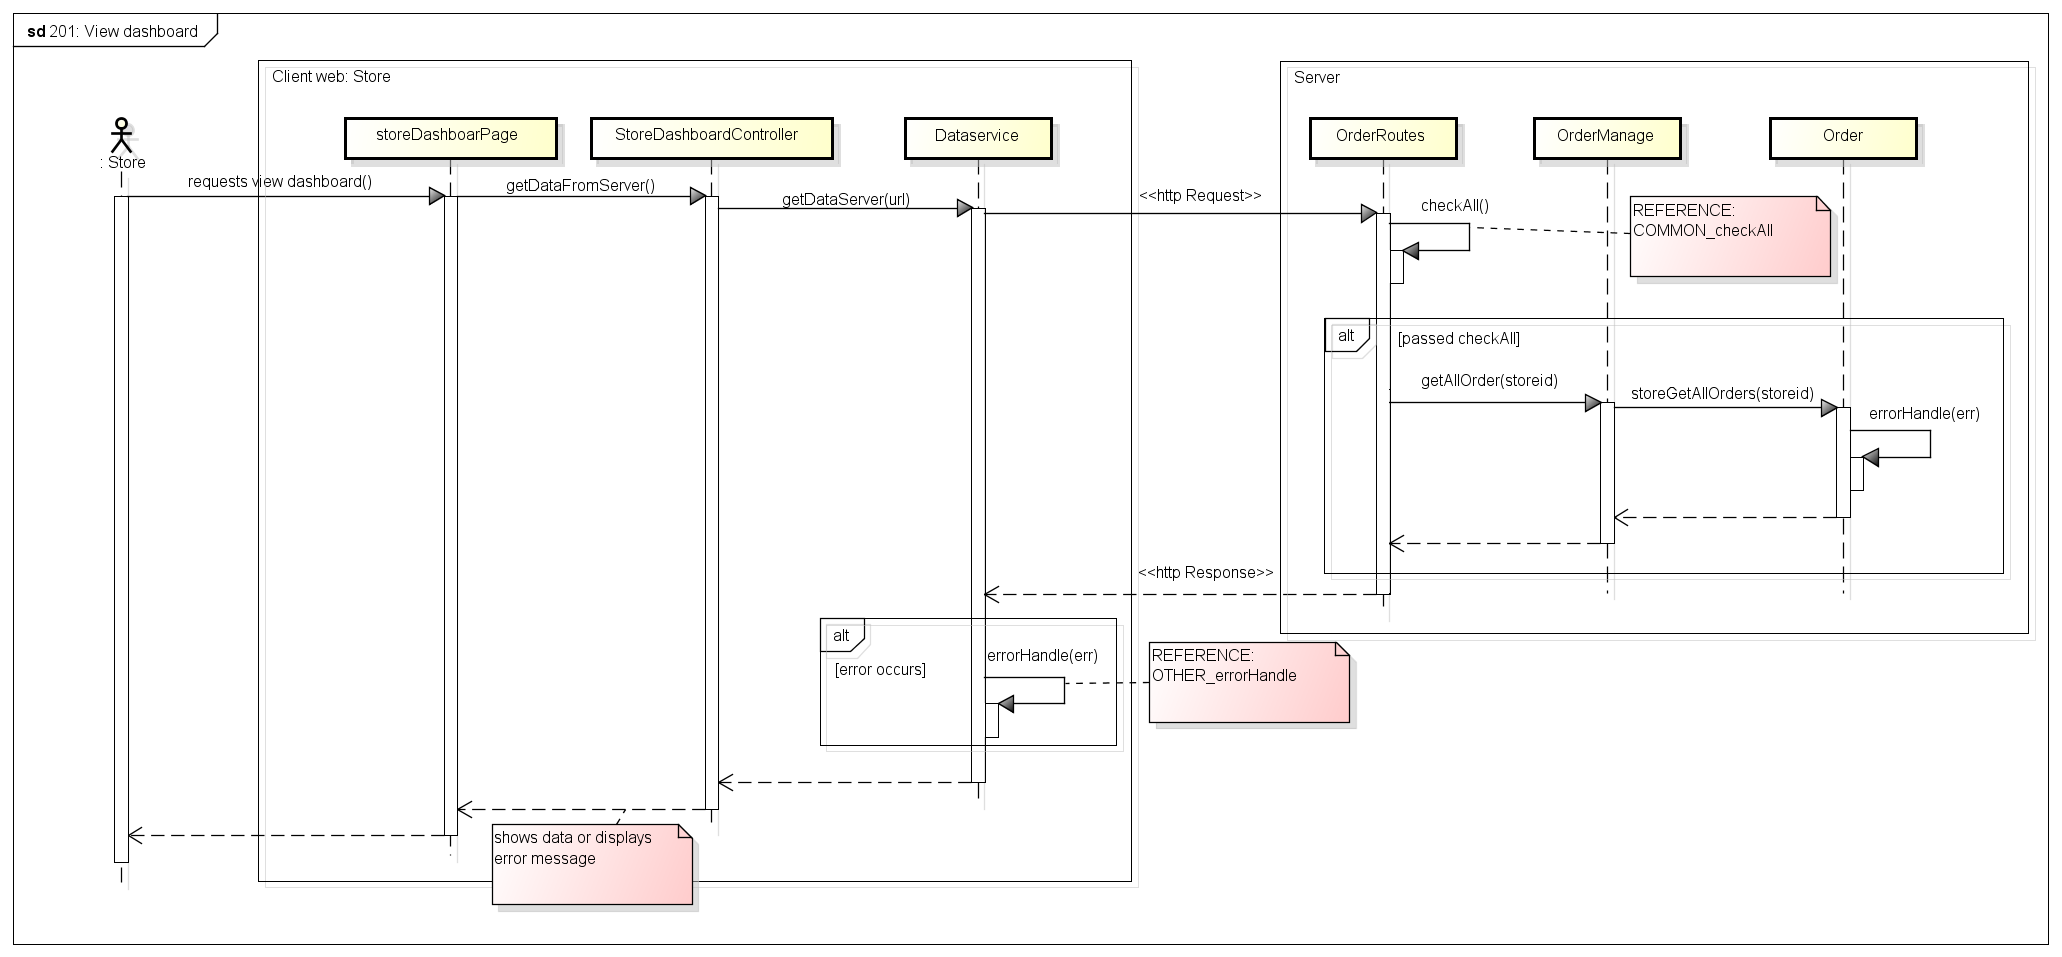 sd 201: View dashboard
Client web: Store
Server
: Store
storeDashboarPage
StoreDashboardController
Dataservice
OrderRoutes
OrderManage
Order
requests view dashboard()
getDataFromServer()
getDataServer(url)
<<http Request>>
checkAll()
REFERENCE:
COMMON_checkAll
alt
[passed checkAll]
getAllOrder(storeid)
storeGetAllOrders(storeid)
errorHandle(err)
<<http Response>>
alt
[error occurs]
errorHandle(err)
REFERENCE:
OTHER_errorHandle
shows data or displays
error message